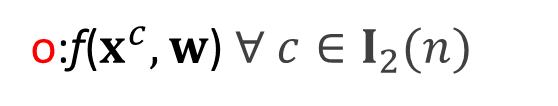 o:f(x^c, w) ∀ c ∈ I₂(n)